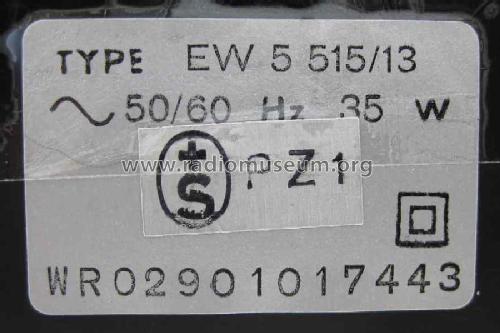 TYPE EW 5 515/13
50/60 Hz 35 W
www.radiomuseum.org
+S PZ1
WR02901017443